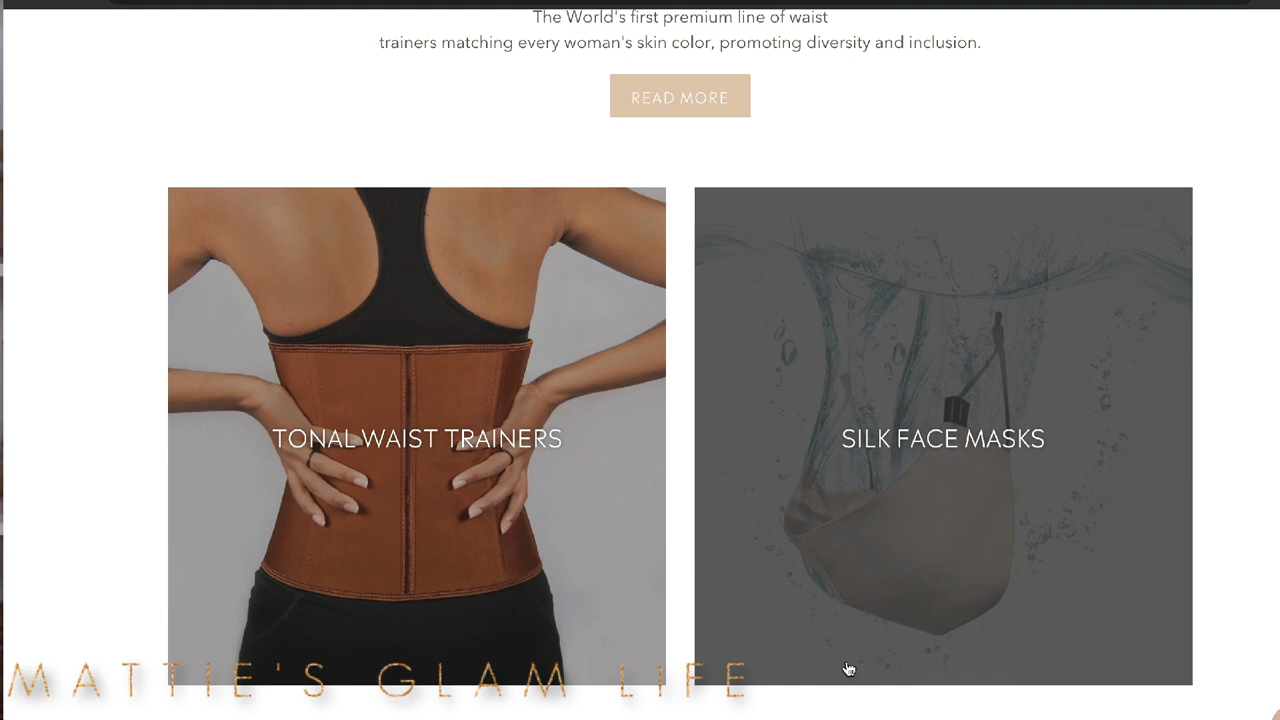 The World's first premium line of waist
trainers matching every woman's skin color, promoting diversity and inclusion.
READ MORE
TONAL WAIST TRAINERS
SILK FACE MASKS
MATTIE'S GLAM LIFE